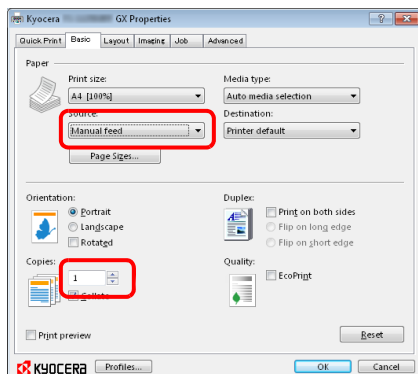 Kyocera GX Properties
Quick Print Basic Layout Imaging Job Advanced
Paper
Print size: Media type:
A4 [100%] Auto media selection
Source: Destination:
Manual feed Printer default
Page Sizes...
Orientation: Duplex:
Portrait Print on both sides
Landscape Flip on long edge
Rotated Flip on short edge
Copies: Quality:
1 EcoPrint
Collate
Print preview Reset
KYOCERA Profiles... OK Cancel